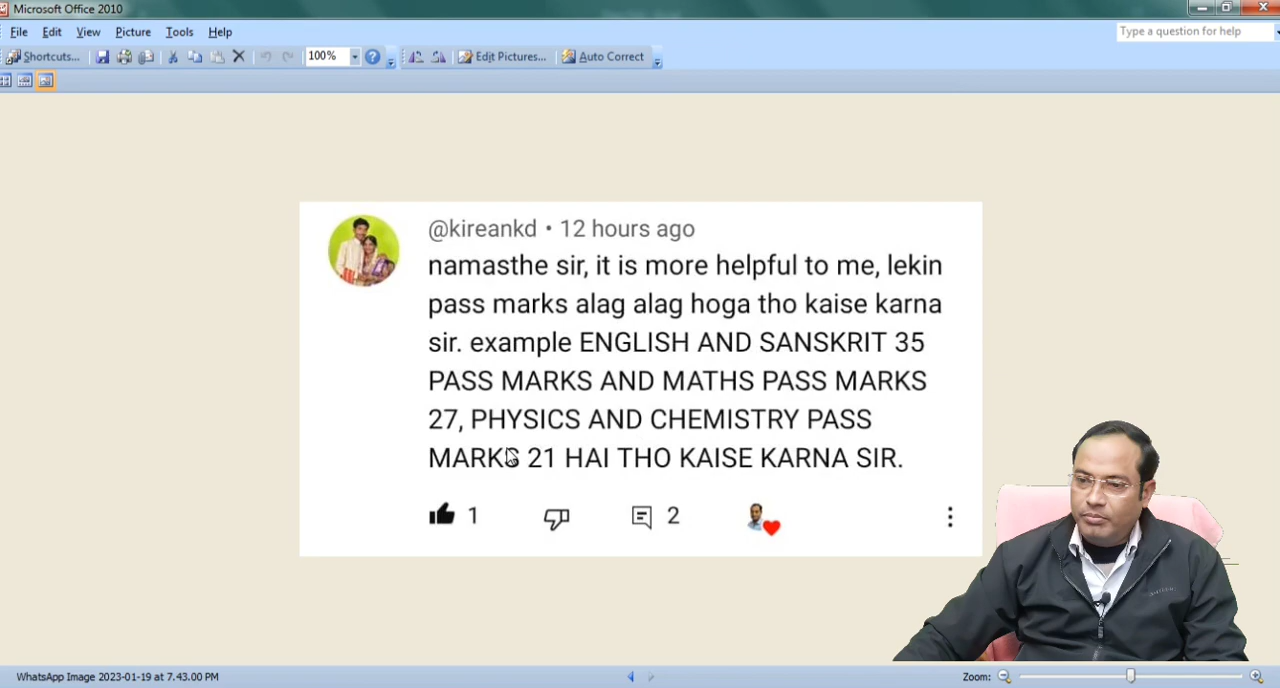 Microsoft Office 2010
File Edit View Picture Tools Help
Type a question for help
Shortcuts... 100% Edit Pictures... Auto Correct
@kireankd • 12 hours ago
namasthe sir, it is more helpful to me, lekin
pass marks alag alag hoga tho kaise karna
sir. example ENGLISH AND SANSKRIT 35
PASS MARKS AND MATHS PASS MARKS
27, PHYSICS AND CHEMISTRY PASS
MARKS 21 HAI THO KAISE KARNA SIR.
1 2
WhatsApp Image 2023-01-19 at 7.43.00 PM Zoom: